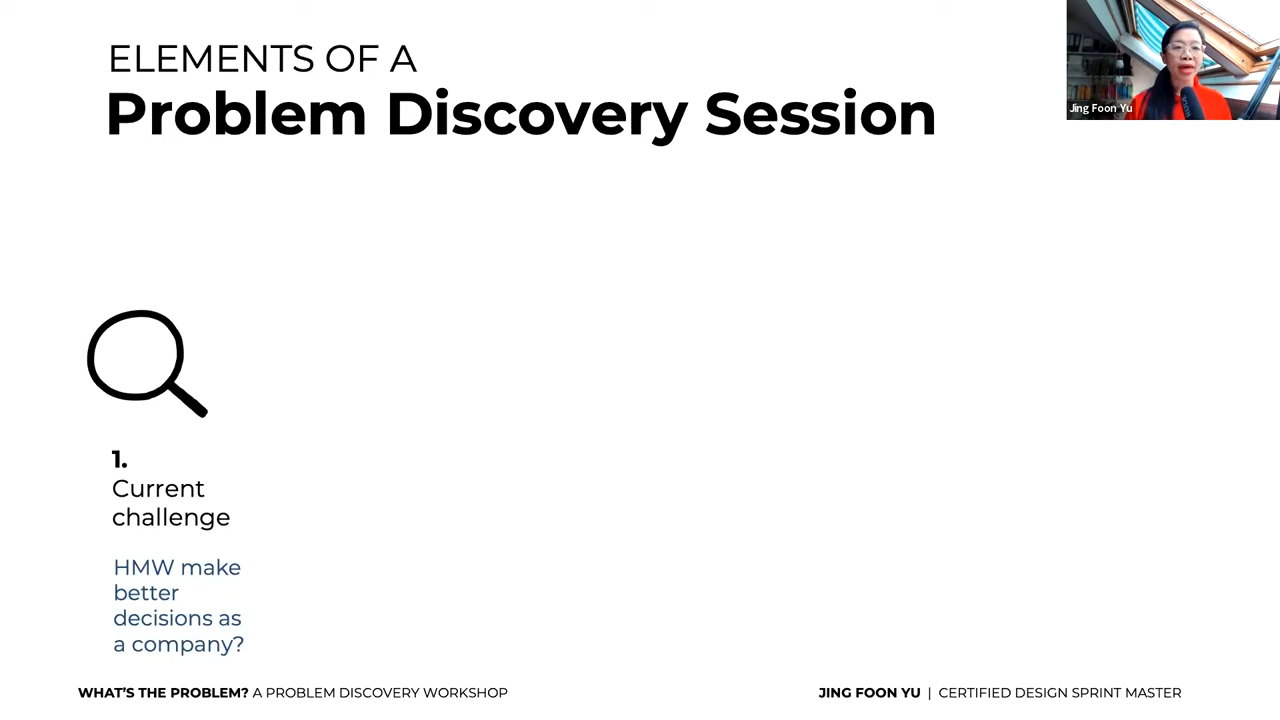 ELEMENTS OF A
Problem Discovery Session
Jing Foon Yu
1.
Current
challenge
HMW make
better
decisions as
a company?
WHAT'S THE PROBLEM? A PROBLEM DISCOVERY WORKSHOP
JING FOON YU | CERTIFIED DESIGN SPRINT MASTER